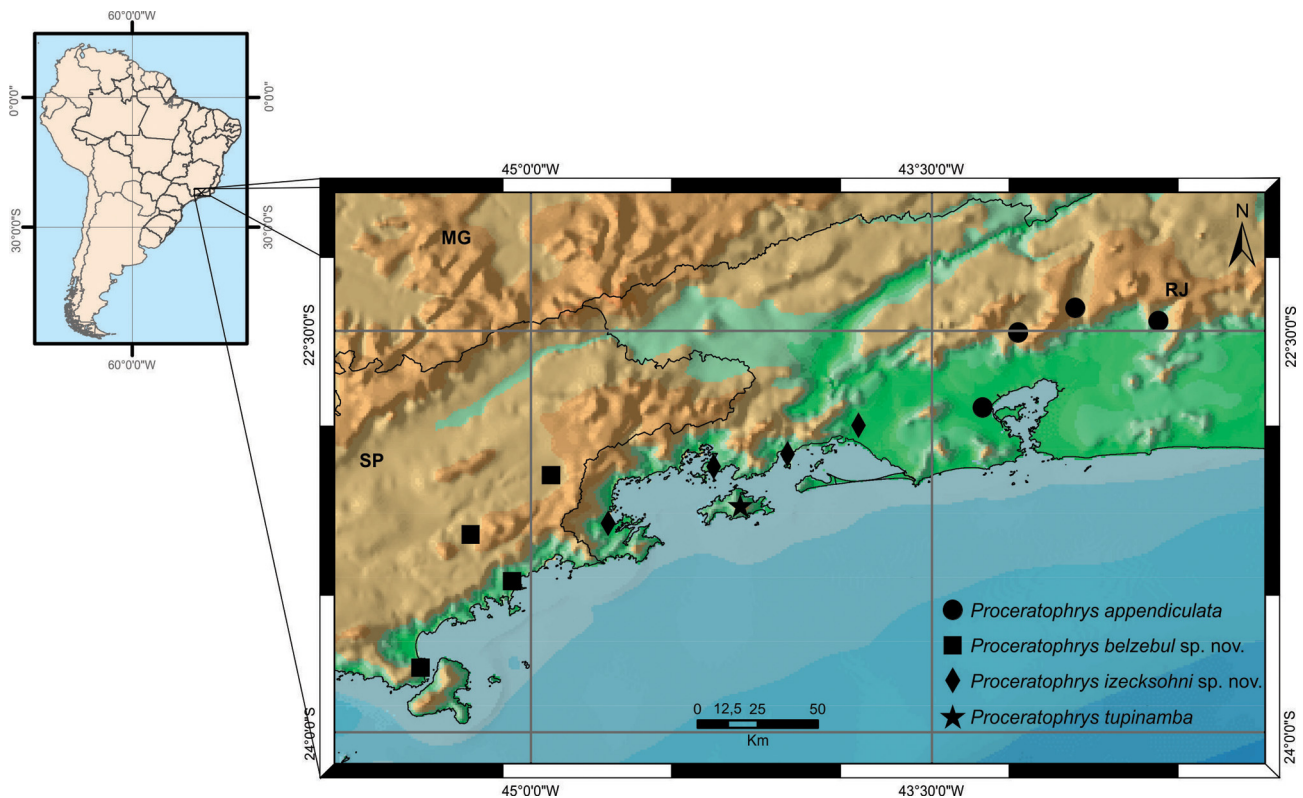 60°0'0"W
0°0'0"
0°0'0"
30°0'0"S
30°0'0"S
60°0'0"W
45°0'0"W
43°30'0"W
N
MG
RJ
22°30'0"S
22°30'0"S
SP
Proceratophrys appendiculata
Proceratophrys belzebul sp. nov.
Proceratophrys izecksohni sp. nov.
Proceratophrys tupinamba
0 12,5 25 50
Km
24°0'0"S
24°0'0"S
45°0'0"W
43°30'0"W